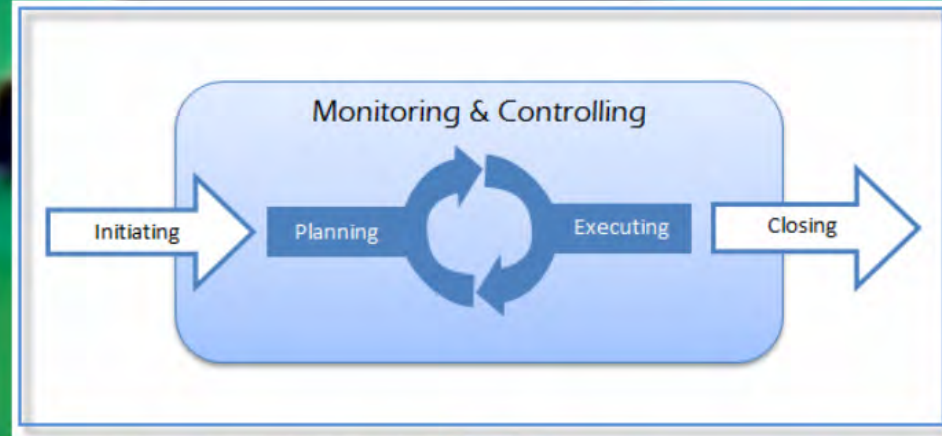 Monitoring & Controlling
Initiating
Planning
Executing
Closing